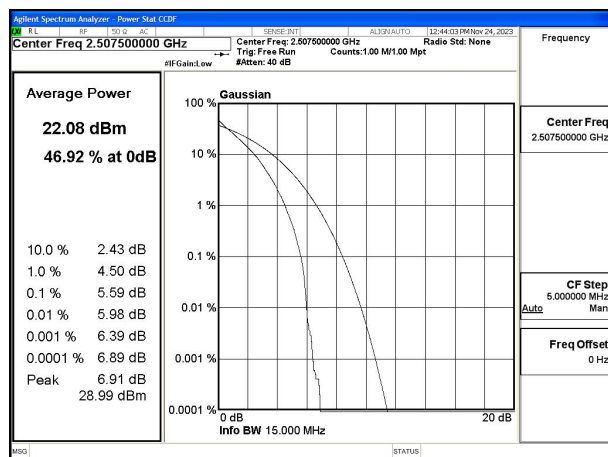 Agilent Spectrum Analyzer - Power Stat CCDF
LXI RL RF 50 Ω AC SENSE:INT ALIGN AUTO 12:44:03 PM Nov 24, 2023
Center Freq 2.507500000 GHz
Center Freq: 2.507500000 GHz Radio Std: None
Trig: Free Run Counts:1.00 M/1.00 Mpt
#IFGain:Low #Atten: 40 dB
Frequency
Average Power
22.08 dBm
46.92 % at 0dB
10.0 % 2.43 dB
1.0 % 4.50 dB
0.1 % 5.59 dB
0.01 % 5.98 dB
0.001 % 6.39 dB
0.0001 % 6.89 dB
Peak 6.91 dB
28.99 dBm
Gaussian
100 %
10 %
1 %
0.1 %
0.01 %
0.001 %
0.0001 %
0 dB 20 dB
Info BW 15.000 MHz
Center Freq
2.507500000 GHz
CF Step
5.000000 MHz
Auto Man
Freq Offset
0 Hz
MSG STATUS